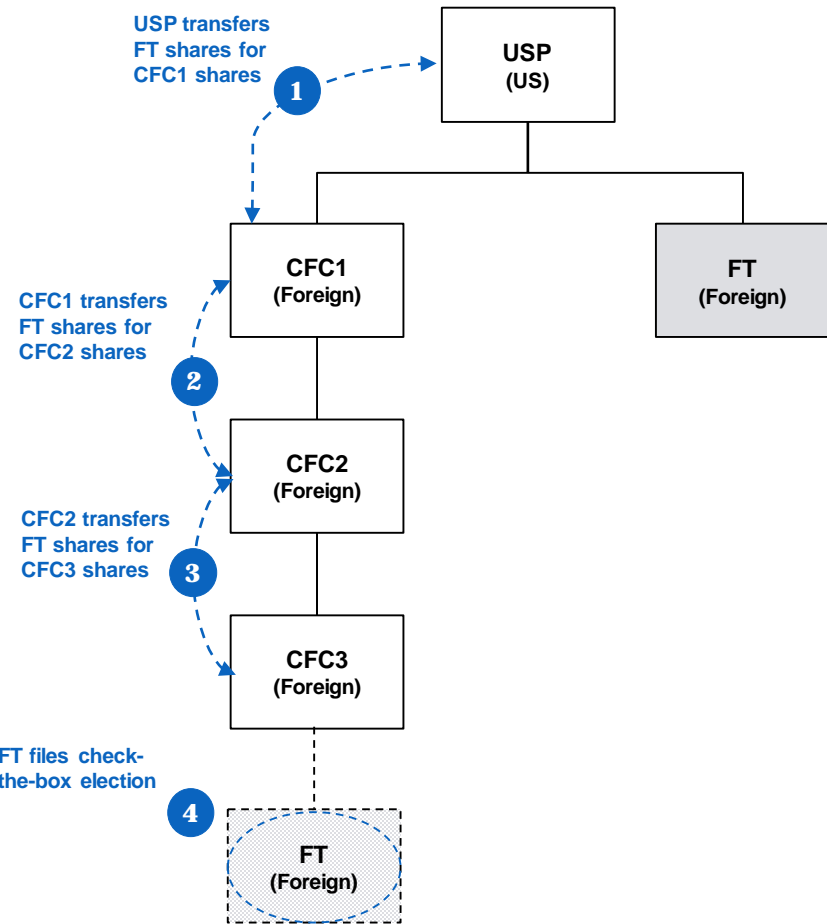 USP transfers
FT shares for
CFC1 shares
1
USP
(US)
CFC1
(Foreign)
FT
(Foreign)
CFC1 transfers
FT shares for
CFC2 shares
2
CFC2
(Foreign)
CFC2 transfers
FT shares for
CFC3 shares
3
CFC3
(Foreign)
FT files check-
the-box election
4
FT
(Foreign)